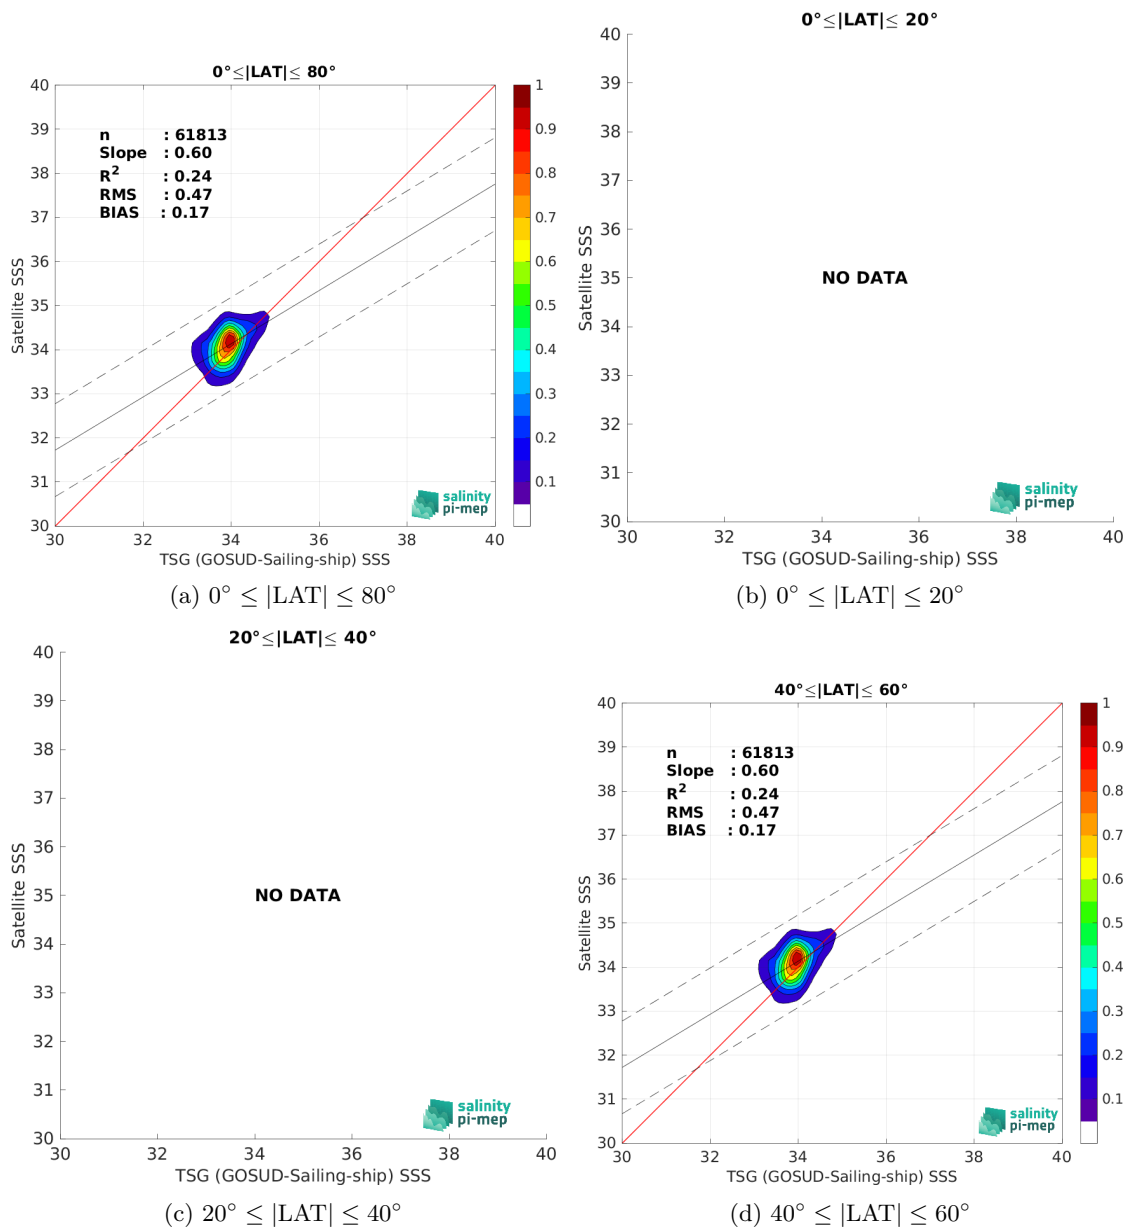 0°≤|LAT|≤ 80°
40
39
38
37
36
35
34
33
32
31
30
n : 61813
Slope : 0.60
R² : 0.24
RMS : 0.47
BIAS : 0.17
Satellite SSS
salinity
pi-mep
30 32 34 36 38 40
TSG (GOSUD-Sailing-ship) SSS
1
0.9
0.8
0.7
0.6
0.5
0.4
0.3
0.2
0.1
(a) 0° ≤ |LAT| ≤ 80°
0°≤|LAT|≤ 20°
40
39
38
37
36
35
34
33
32
31
30
Satellite SSS
NO DATA
salinity
pi-mep
30 32 34 36 38 40
TSG (GOSUD-Sailing-ship) SSS
(b) 0° ≤ |LAT| ≤ 20°
20°≤|LAT|≤ 40°
40
39
38
37
36
35
34
33
32
31
30
Satellite SSS
NO DATA
salinity
pi-mep
30 32 34 36 38 40
TSG (GOSUD-Sailing-ship) SSS
(c) 20° ≤ |LAT| ≤ 40°
40°≤|LAT|≤ 60°
40
39
38
37
36
35
34
33
32
31
30
n : 61813
Slope : 0.60
R² : 0.24
RMS : 0.47
BIAS : 0.17
Satellite SSS
salinity
pi-mep
30 32 34 36 38 40
TSG (GOSUD-Sailing-ship) SSS
1
0.9
0.8
0.7
0.6
0.5
0.4
0.3
0.2
0.1
(d) 40° ≤ |LAT| ≤ 60°